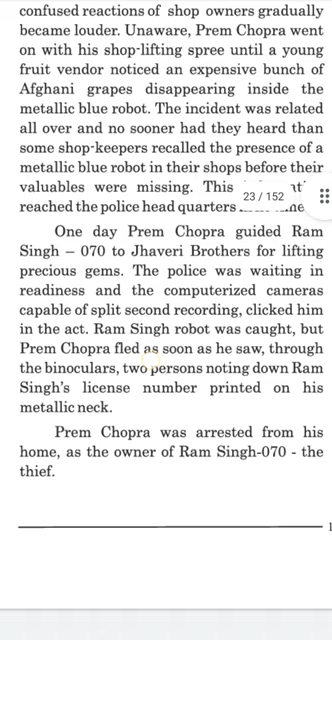 confused reactions of shop owners gradually
became louder. Unaware, Prem Chopra went
on with his shop-lifting spree until a young
fruit vendor noticed an expensive bunch of
Afghani grapes disappearing inside the
metallic blue robot. The incident was related
all over and no sooner had they heard than
some shop-keepers recalled the presence of a
metallic blue robot in their shops before their
valuables were missing. This
23 / 152
reached the police head quarters
One day Prem Chopra guided Ram
Singh – 070 to Jhaveri Brothers for lifting
precious gems. The police was waiting in
readiness and the computerized cameras
capable of split second recording, clicked him
in the act. Ram Singh robot was caught, but
Prem Chopra fled as soon as he saw, through
the binoculars, two persons noting down Ram
Singh's license number printed on his
metallic neck.
Prem Chopra was arrested from his
home, as the owner of Ram Singh-070 - the
thief.
1